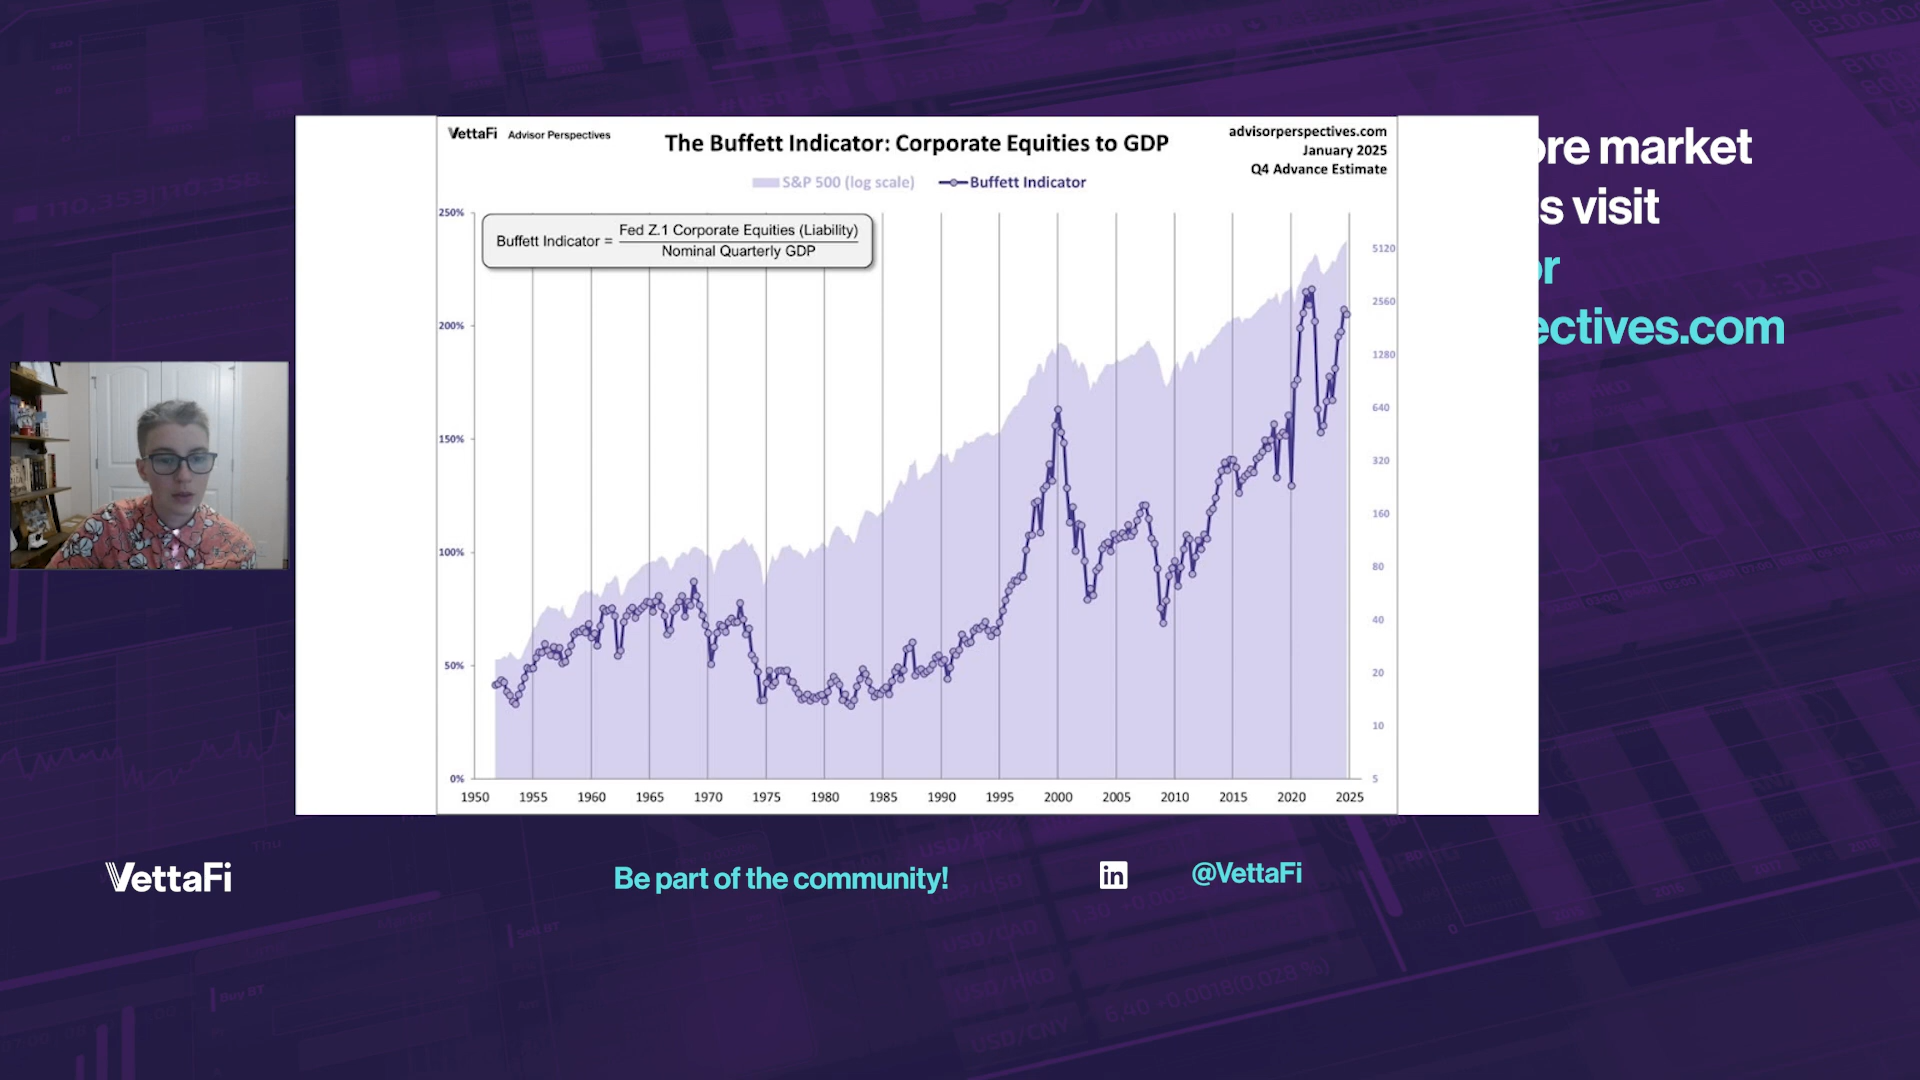 VettaFi Advisor Perspectives
The Buffett Indicator: Corporate Equities to GDP
advisorperspectives.com
January 2025
Q4 Advance Estimate
S&P 500 (log scale)
Buffett Indicator
Buffett Indicator =
Fed Z.1 Corporate Equities (Liability)
Nominal Quarterly GDP
250%
200%
150%
100%
50%
0%
5120
2560
1280
640
320
160
80
40
20
10
5
1950 1955 1960 1965 1970 1975 1980 1985 1990 1995 2000 2005 2010 2015 2020 2025
ore market
s visit
or
ectives.com
VettaFi
Be part of the community!
in
@VettaFi